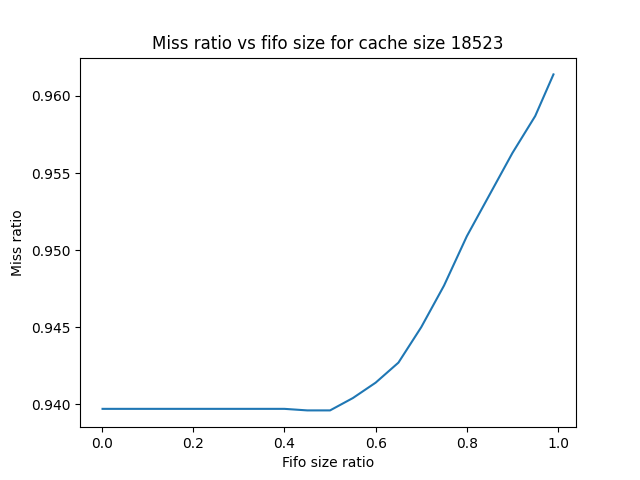 Miss ratio vs fifo size for cache size 18523
0.960
0.955
0.950
0.945
0.940
Miss ratio
0.0 0.2 0.4 0.6 0.8 1.0
Fifo size ratio